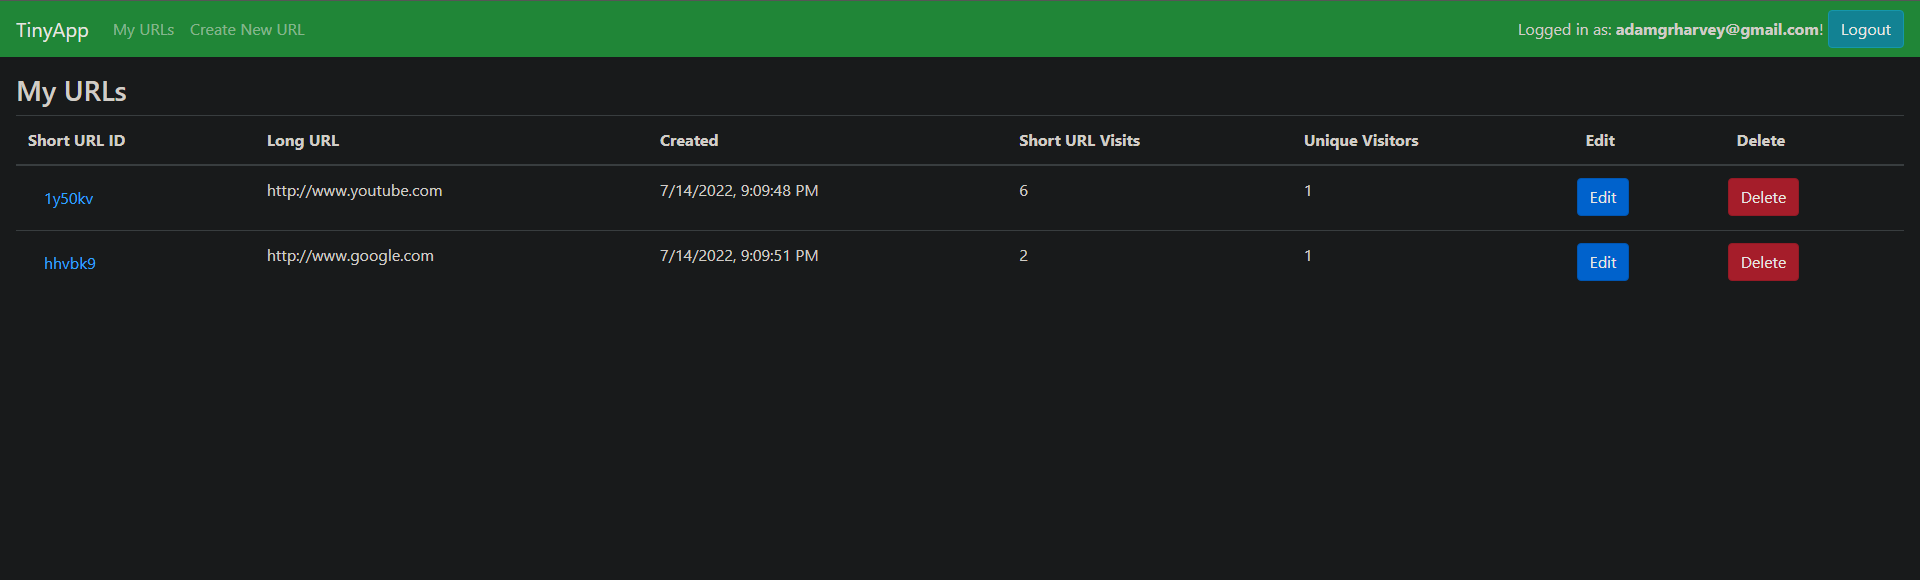 TinyApp My URLs Create New URL Logged in as: adamgrharvey@gmail.com! Logout
My URLs
Short URL ID Long URL Created Short URL Visits Unique Visitors Edit Delete
1y50kv http://www.youtube.com 7/14/2022, 9:09:48 PM 6 1 Edit Delete
hhvbk9 http://www.google.com 7/14/2022, 9:09:51 PM 2 1 Edit Delete